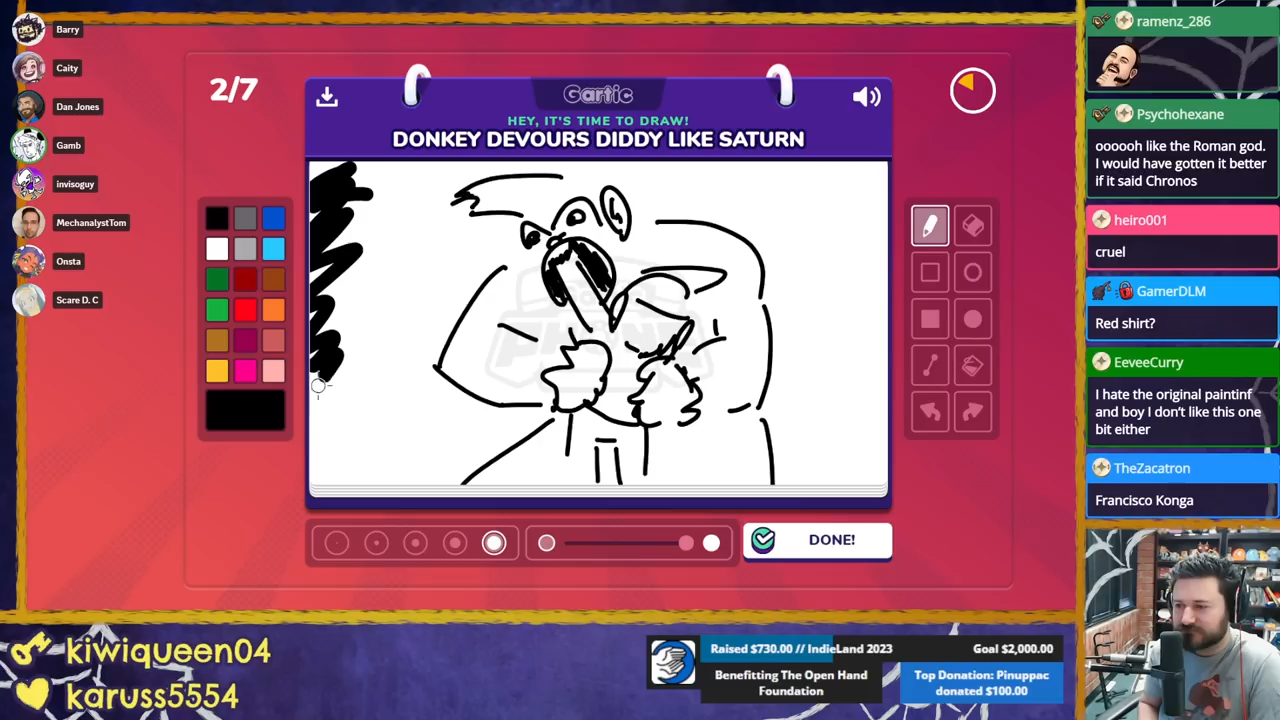 Barry
Caity
Dan Jones
Gamb
invisoguy
MechanalystTom
Onsta
Scare D. C
2/7
Gartic
HEY, IT'S TIME TO DRAW!
DONKEY DEVOURS DIDDY LIKE SATURN
DONE!
ramenz_286
Psychohexane
oooooh like the Roman god.
I would have gotten it better
if it said Chronos
heiro001
cruel
GamerDLM
Red shirt?
EeveeCurry
I hate the original paintinf
and boy I don't like this one
bit either
TheZacatron
Francisco Konga
kiwiqueen04
karuss5554
Raised $730.00 // IndieLand 2023
Goal $2,000.00
Benefitting The Open Hand
Foundation
Top Donation: Pinuppac
donated $100.00